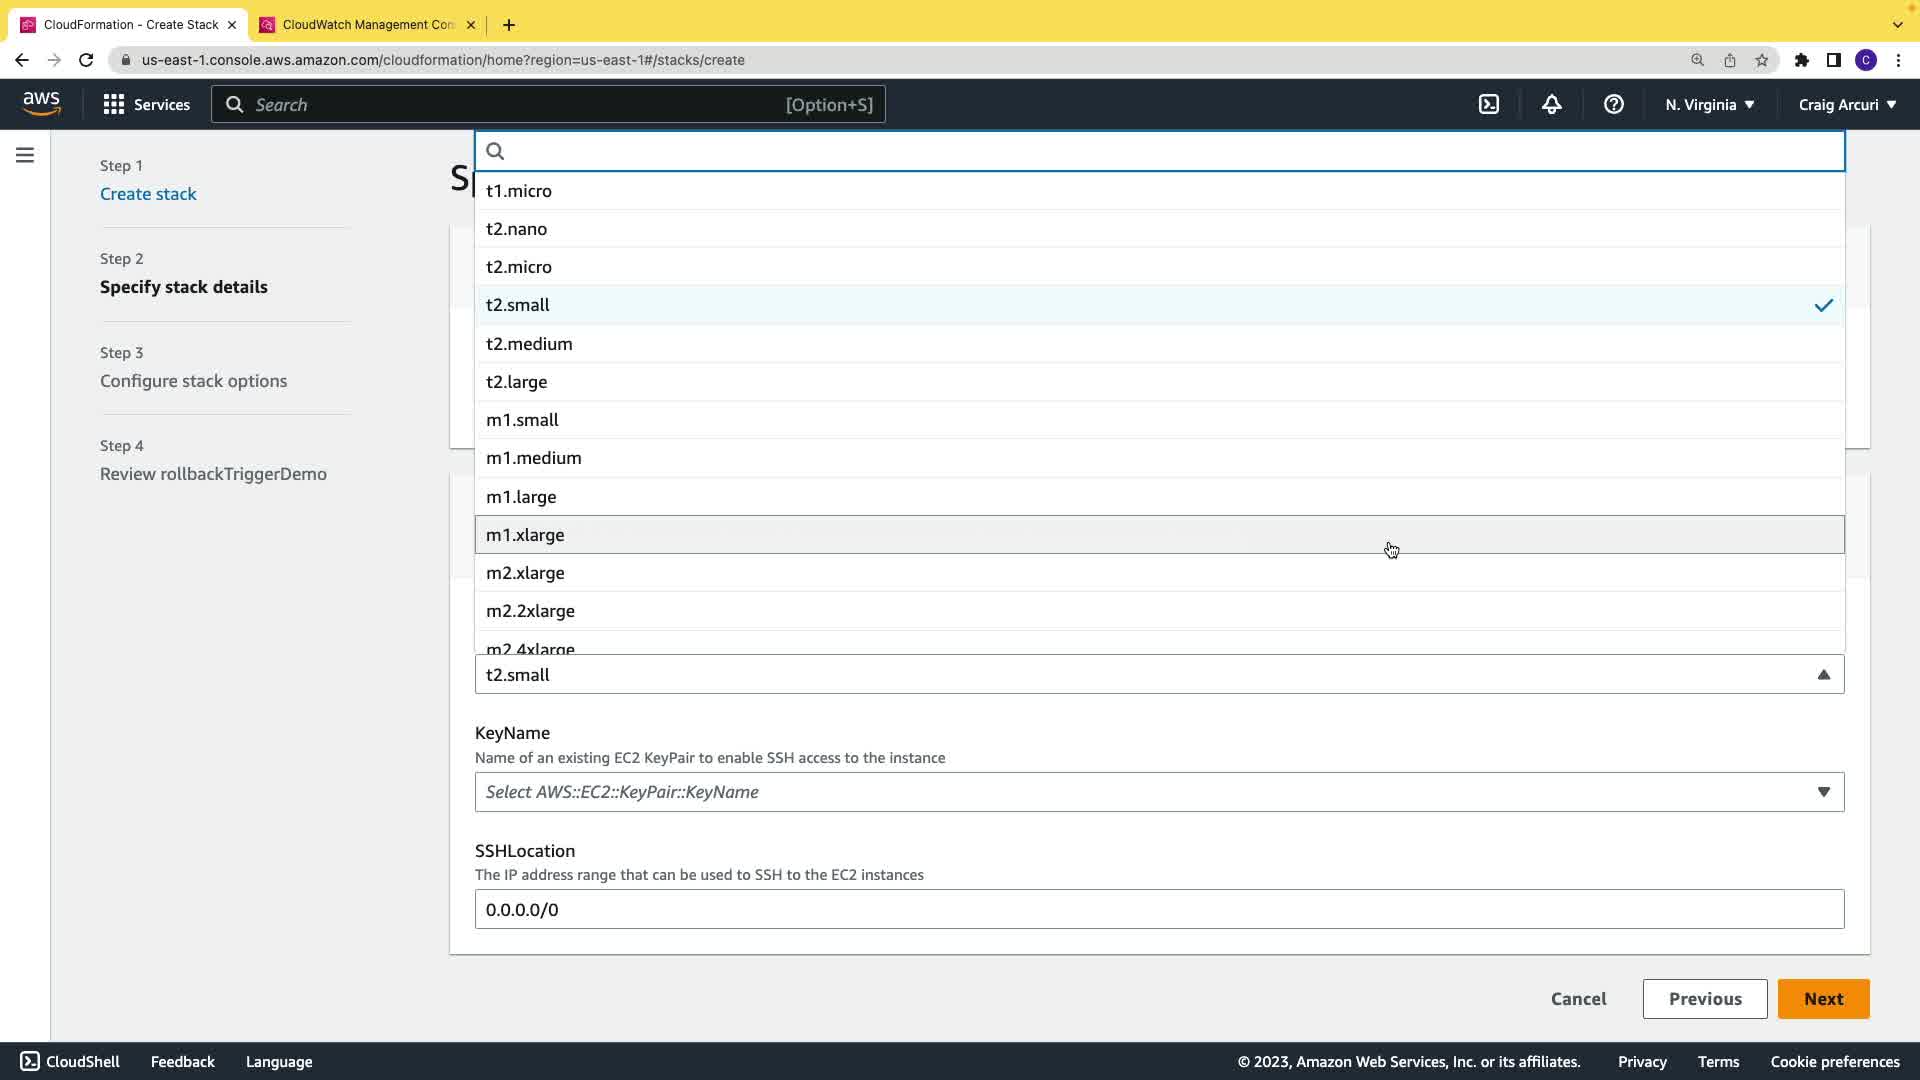 CloudFormation - Create Stack
CloudWatch Management Con
us-east-1.console.aws.amazon.com/cloudformation/home?region=us-east-1#/stacks/create
C
aws
Services
Search
[Option+S]
N. Virginia
Craig Arcuri
Step 1
Create stack
Step 2
Specify stack details
Step 3
Configure stack options
Step 4
Review rollbackTriggerDemo
t1.micro
t2.nano
t2.micro
t2.small
t2.medium
t2.large
m1.small
m1.medium
m1.large
m1.xlarge
m2.xlarge
m2.2xlarge
m2.4xlarge
t2.small
KeyName
Name of an existing EC2 KeyPair to enable SSH access to the instance
Select AWS::EC2::KeyPair::KeyName
SSHLocation
The IP address range that can be used to SSH to the EC2 instances
0.0.0.0/0
Cancel
Previous
Next
CloudShell
Feedback
Language
© 2023, Amazon Web Services, Inc. or its affiliates.
Privacy
Terms
Cookie preferences